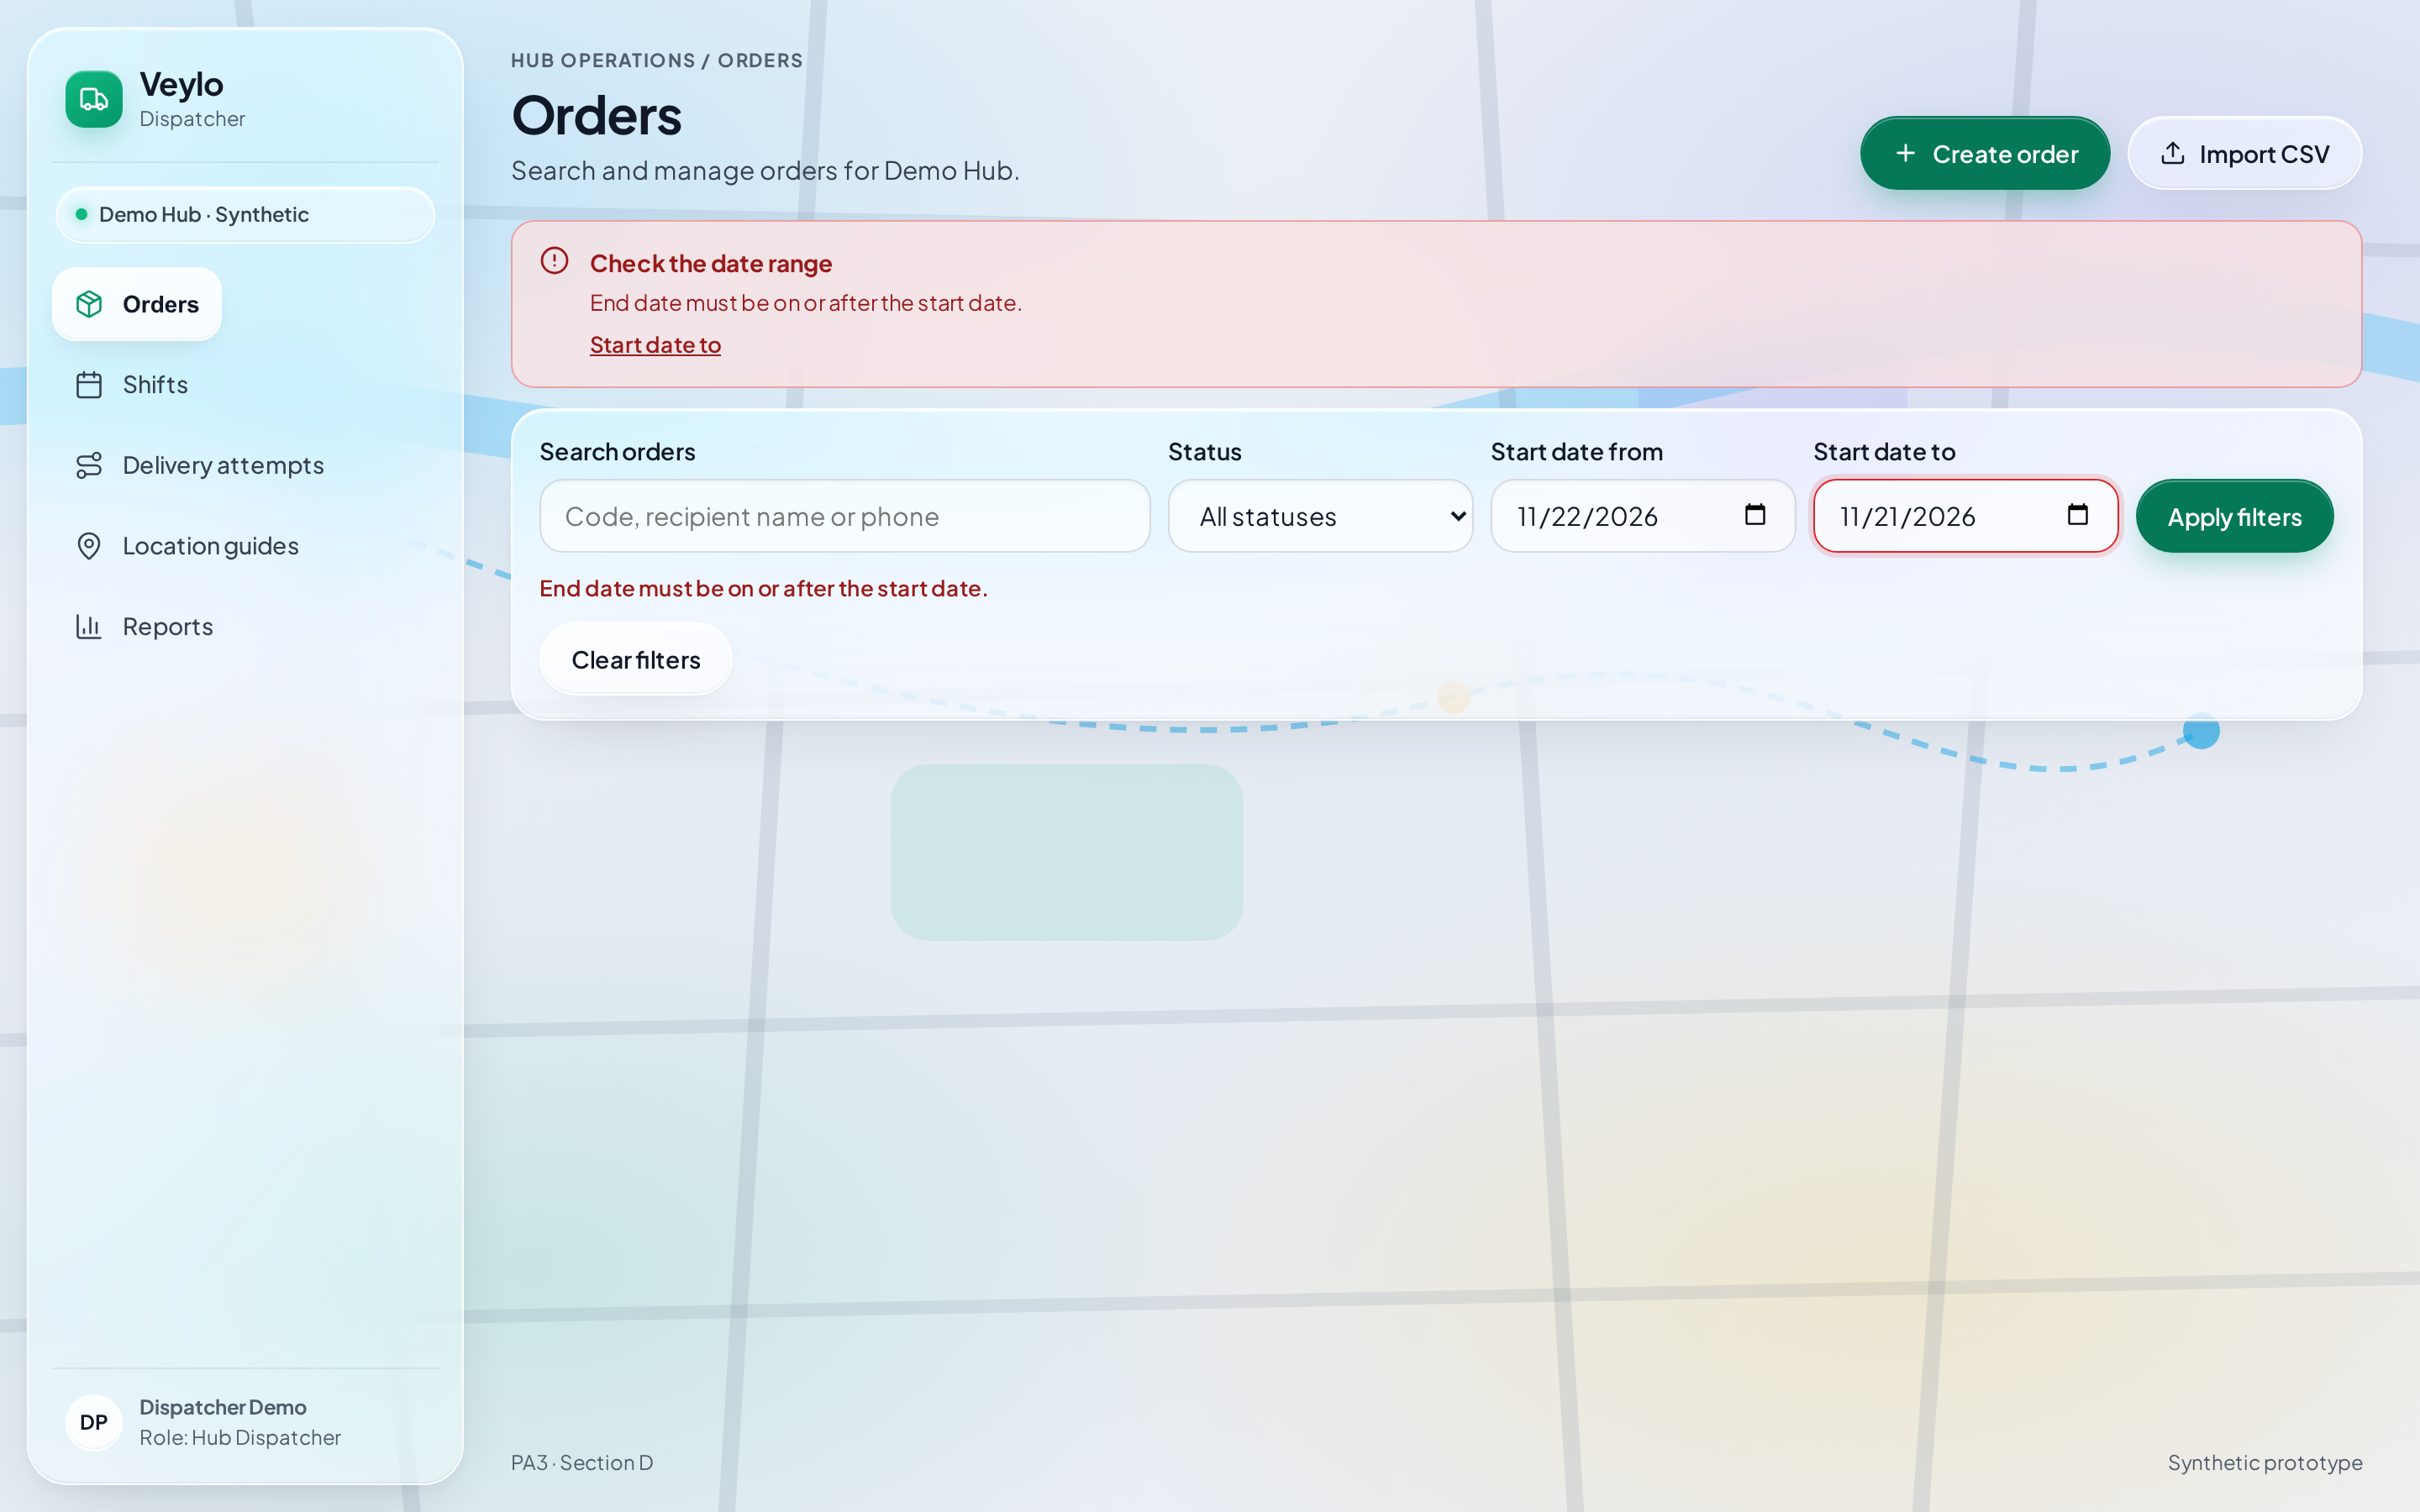 Veylo
Dispatcher
Demo Hub · Synthetic
Orders
Shifts
Delivery attempts
Location guides
Reports
DP
Dispatcher Demo
Role: Hub Dispatcher
HUB OPERATIONS / ORDERS
Orders
Search and manage orders for Demo Hub.
Create order
Import CSV
Check the date range
End date must be on or after the start date.
Start date to
Search orders
Status
Start date from
Start date to
Code, recipient name or phone
All statuses
11/22/2026
11/21/2026
Apply filters
End date must be on or after the start date.
Clear filters
PA3 · Section D
Synthetic prototype